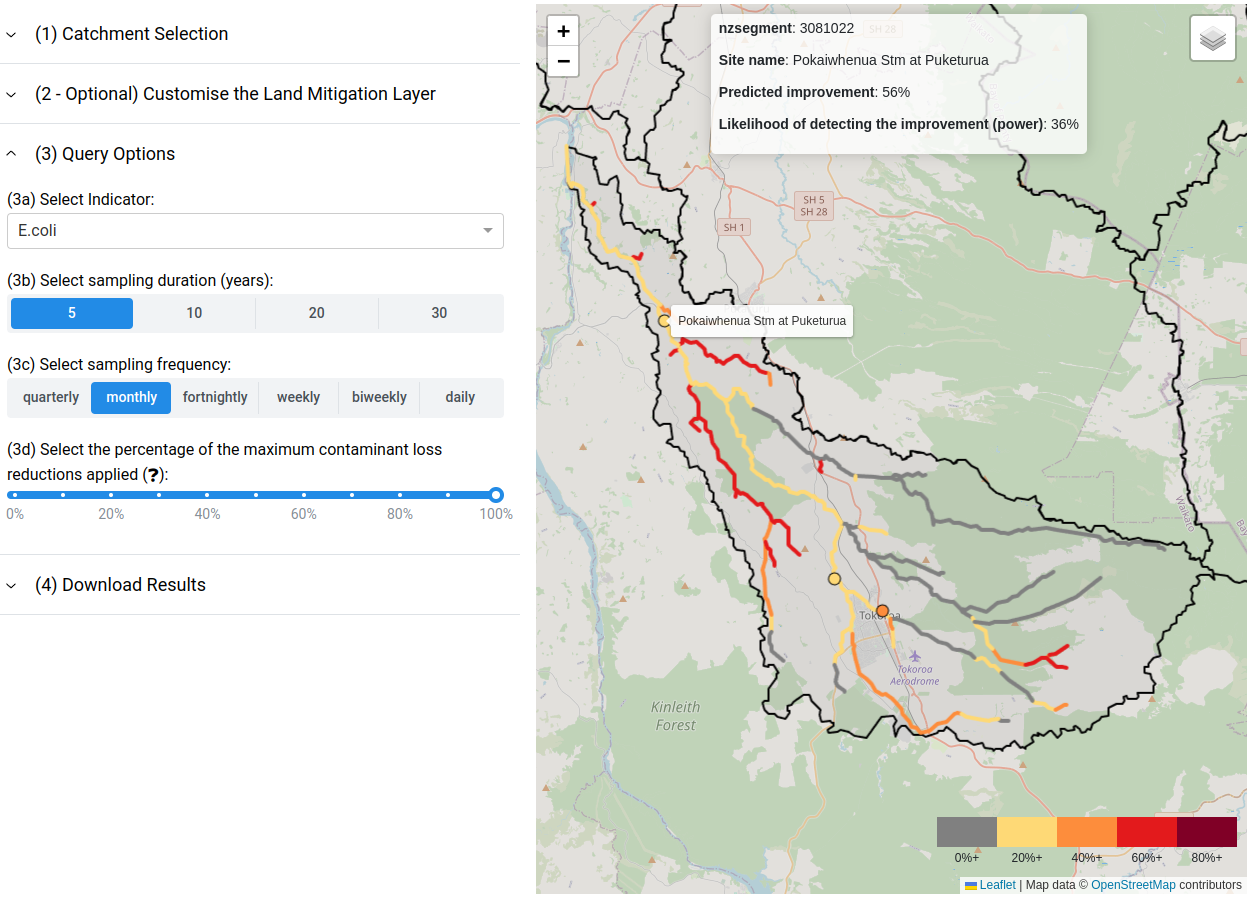 (1) Catchment Selection
(2 - Optional) Customise the Land Mitigation Layer
(3) Query Options
(3a) Select Indicator:
E.coli
(3b) Select sampling duration (years):
5 10 20 30
(3c) Select sampling frequency:
quarterly monthly fortnightly weekly biweekly daily
(3d) Select the percentage of the maximum contaminant loss
reductions applied (?):
0% 20% 40% 60% 80% 100%
(4) Download Results
+
−
nzsegment: 3081022
Site name: Pokaiwhenua Stm at Puketurua
Predicted improvement: 56%
Likelihood of detecting the improvement (power): 36%
SH 28
SH 5
SH 28
SH 1
Pokaiwhenua Stm at Puketurua
Waikato
Bay
Tokoroa
Tokoroa
Aerodrome
Kinleith
Forest
0%+ 20%+ 40%+ 60%+ 80%+
Leaflet | Map data © OpenStreetMap contributors